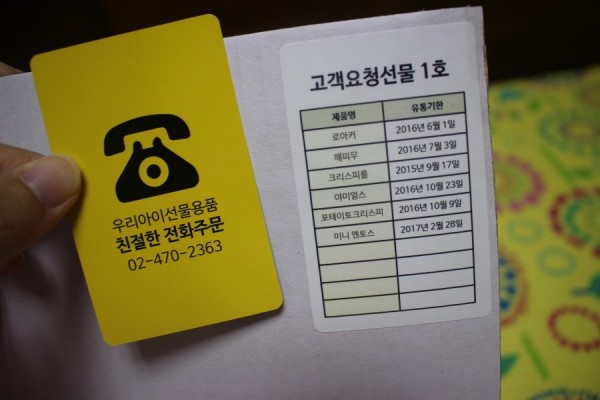 우리아이선물용품
친절한 전화주문
02-470-2363
고객요청선물 1호
제품명 유통기한
로아커 2016년 6월 1일
해피무 2016년 7월 3일
크리스피롤 2015년 9월 17일
야미얼스 2016년 10월 23일
포테이토크리스피 2016년 10월 9일
미니 멘토스 2017년 2월 28일